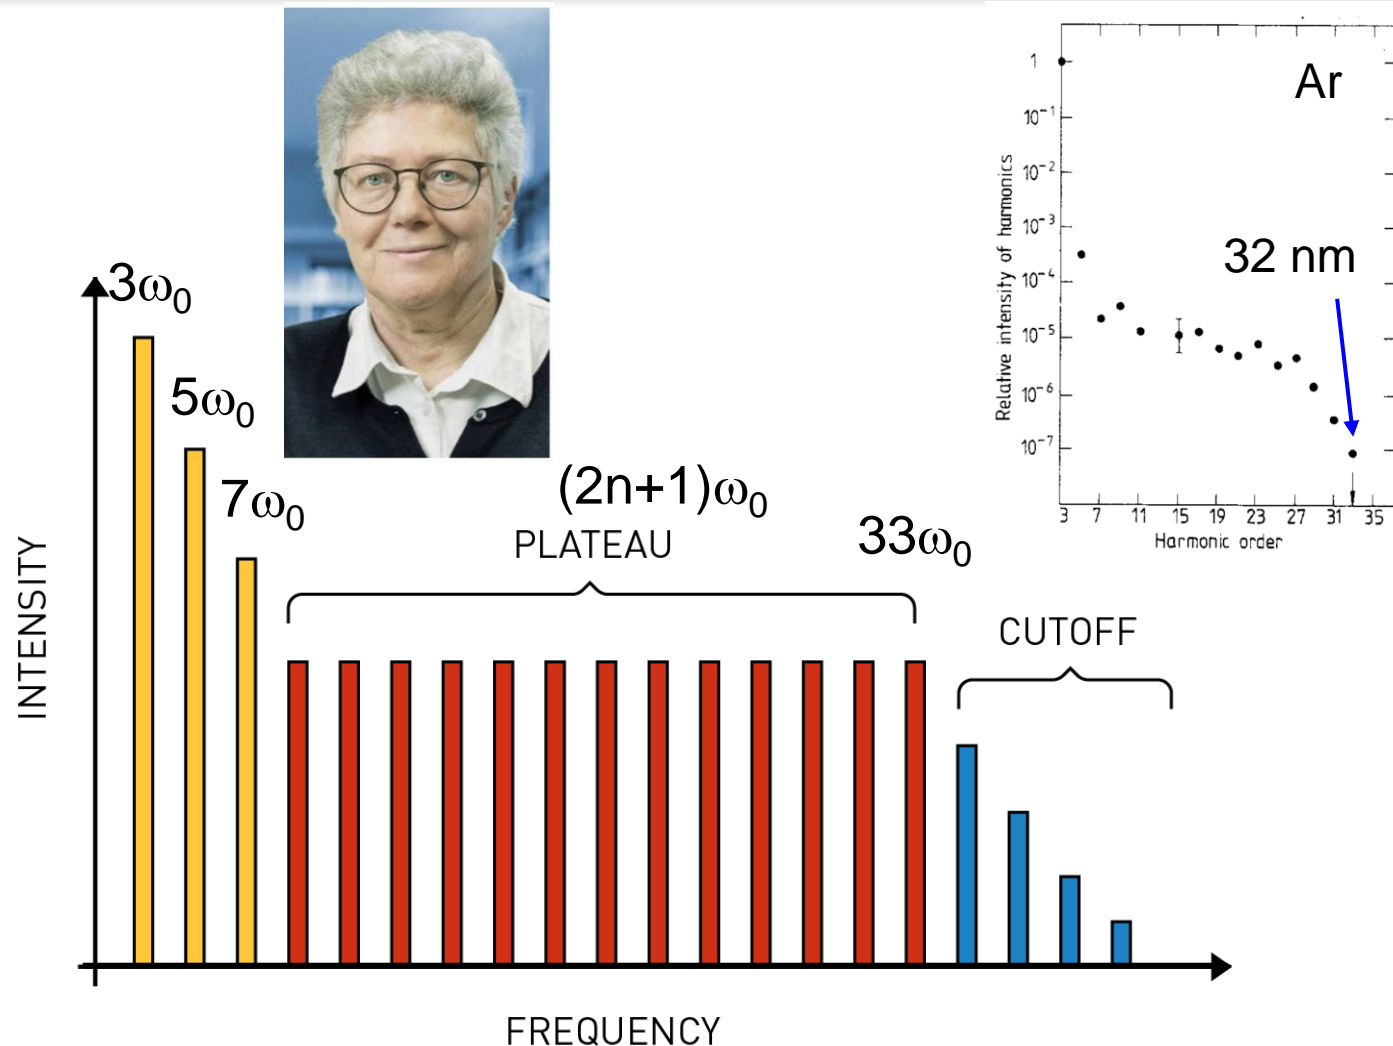 3ω₀
5ω₀
7ω₀
(2n+1)ω₀
PLATEAU
33ω₀
CUTOFF
INTENSITY
FREQUENCY
Ar
32 nm
Relative intensity of harmonics
1
10⁻¹
10⁻²
10⁻³
10⁻⁴
10⁻⁵
10⁻⁶
10⁻⁷
3 7 11 15 19 23 27 31 35
Harmonic order